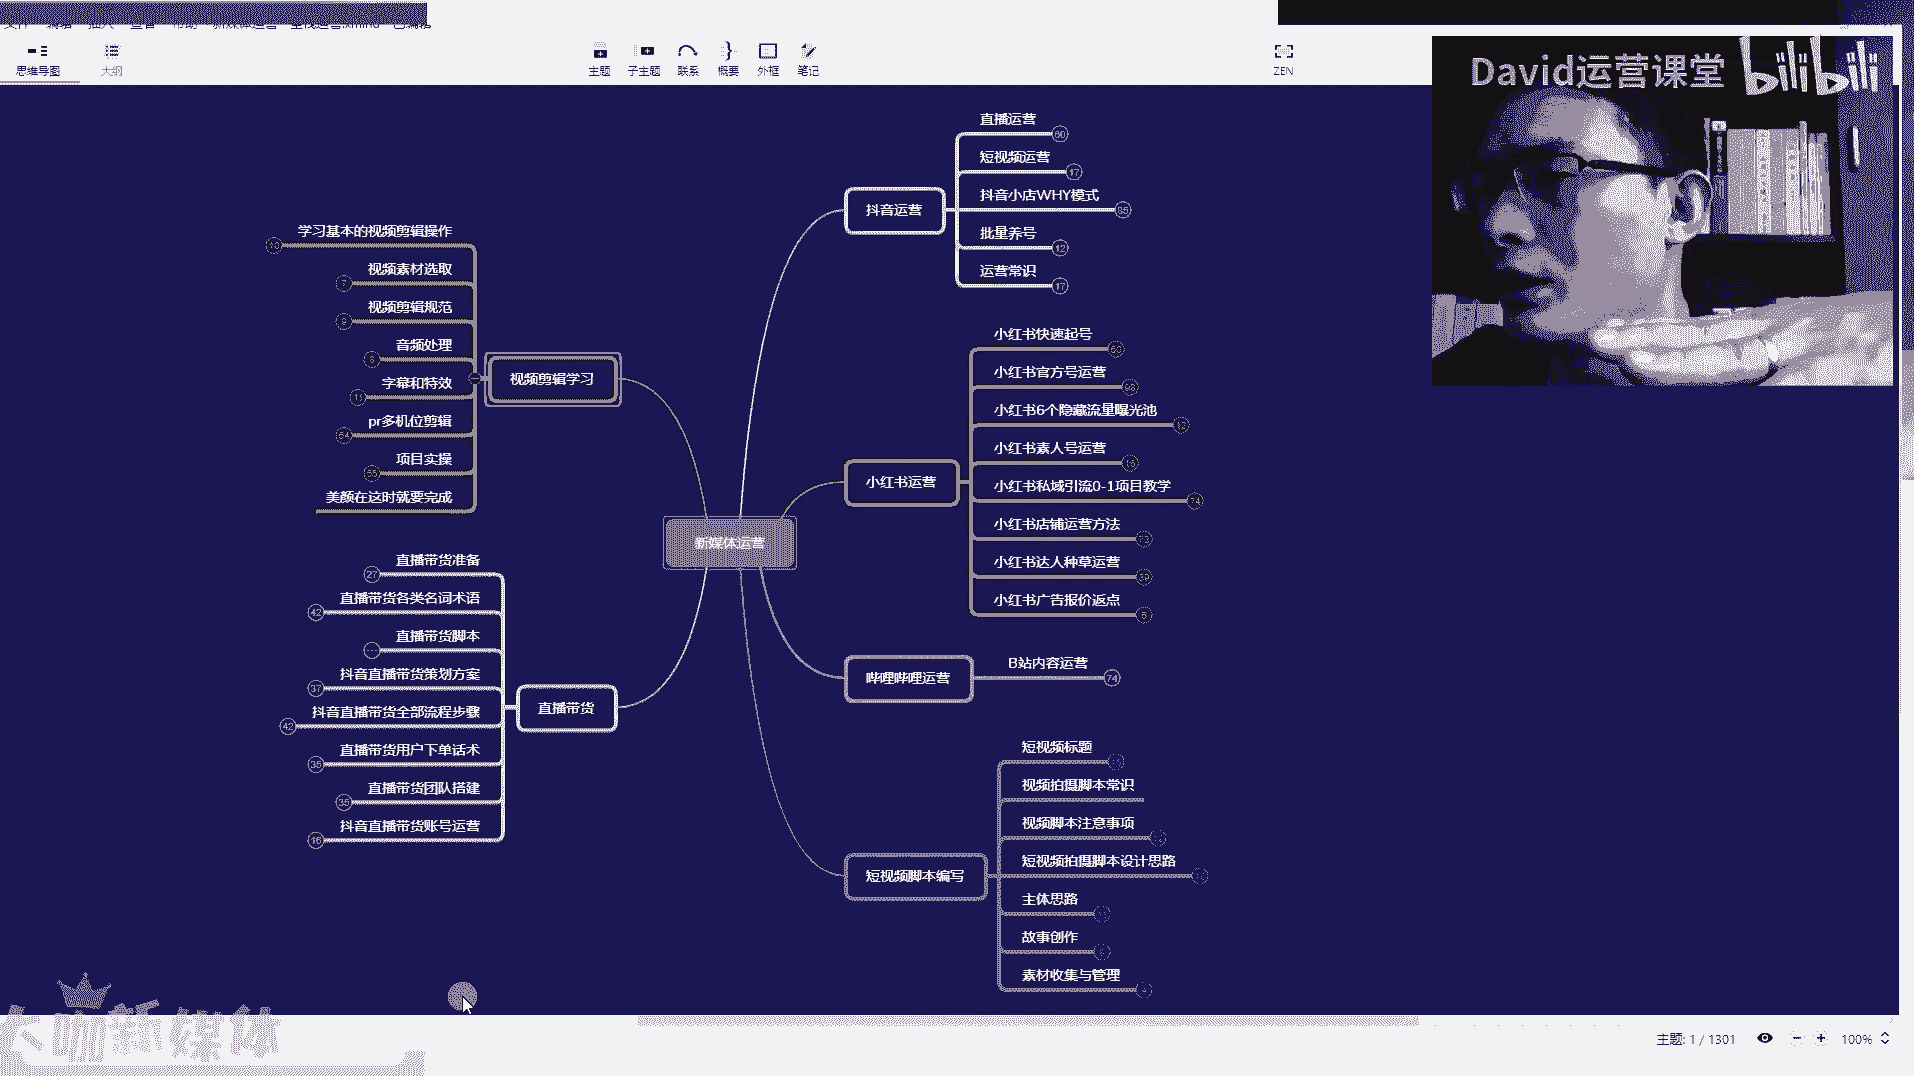 思维导图
大纲
主题
子主题
联系
概要
外框
笔记
ZEN
David运营课堂
bilibili
新媒体运营
抖音运营
直播运营
60
短视频运营
17
抖音小店WHY模式
85
批量养号
12
运营常识
17
小红书运营
小红书快速起号
小红书官方号运营
小红书6个隐藏流量曝光池
小红书素人号运营
小红书私域引流0-1项目教学
小红书店铺运营方法
小红书达人种草运营
小红书广告报价返点
哔哩哔哩运营
B站内容运营
74
短视频脚本编写
短视频标题
视频拍摄脚本常识
视频脚本注意事项
短视频拍摄脚本设计思路
主体思路
故事创作
素材收集与管理
视频剪辑学习
学习基本的视频剪辑操作
视频素材选取
7
视频剪辑规范
9
音频处理
字幕和特效
11
pr多机位剪辑
54
项目实操
美颜在这时就要完成
直播带货
直播带货准备
27
直播带货各类名词术语
42
直播带货脚本
抖音直播带货策划方案
37
抖音直播带货全部流程步骤
42
直播带货用户下单话术
35
直播带货团队搭建
35
抖音直播带货账号运营
16
大咖新媒体
主题: 1 / 1301
100%